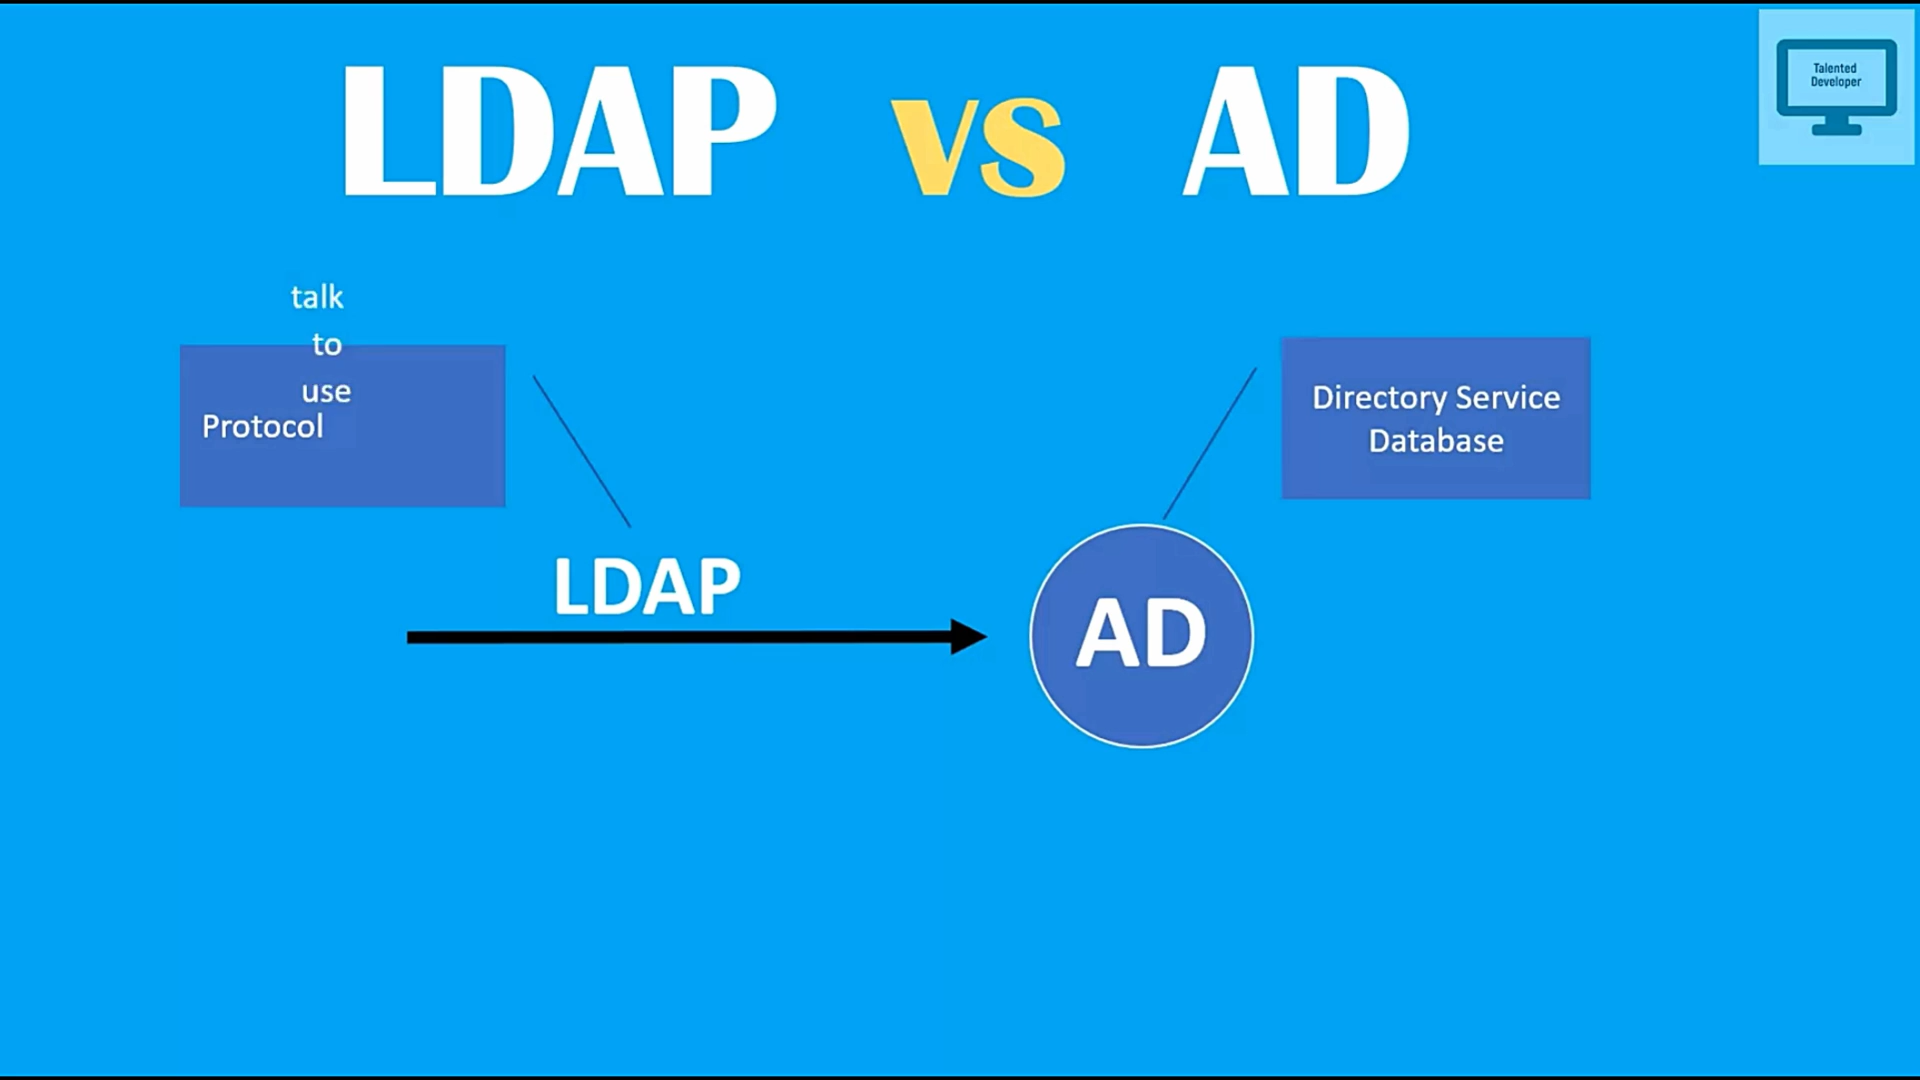 LDAP vs AD
Talented
Developer
talk
to
use
Protocol
Directory Service
Database
LDAP
AD